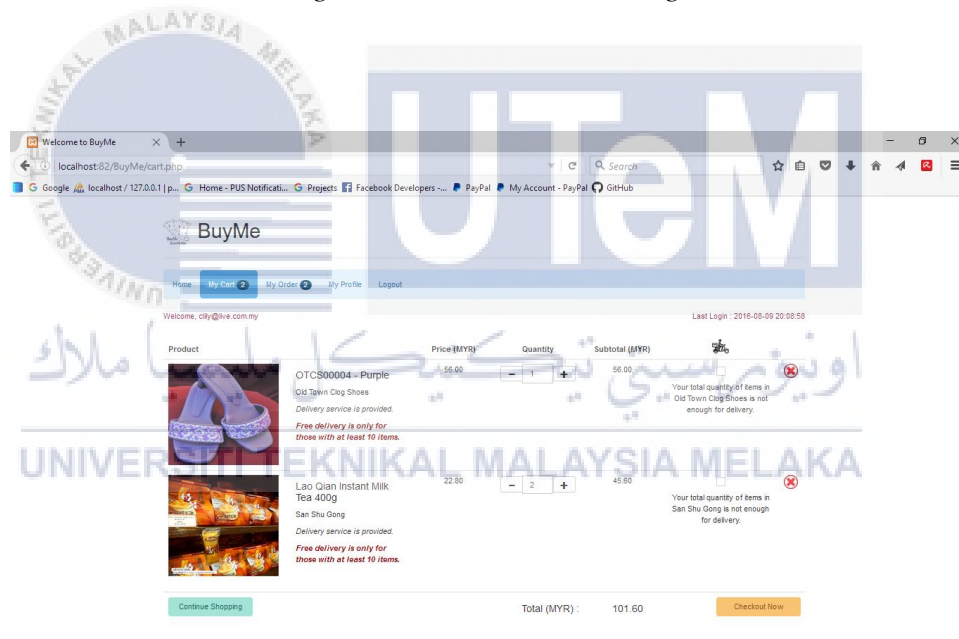 Welcome to BuyMe
localhost:82/BuyMe/cart.php
Search
Google localhost / 127.0.0.1 | p... Home - PUS Notificati... Projects Facebook Developers -... PayPal My Account - PayPal GitHub
BuyMe
Home My Cart 2 My Order 2 My Profile Logout
Welcome, clly@live.com.my Last Login : 2016-08-09 20:08:58
Product Price (MYR) Quantity Subtotal (MYR)
OTCS00004 - Purple 56.00 - 1 + 56.00
Old Town Clog Shoes
Delivery service is provided.
Free delivery is only for
those with at least 10 items.
Your total quantity of items in
Old Town Clog Shoes is not
enough for delivery.
Lao Qian Instant Milk 22.80 - 2 + 45.60
Tea 400g
San Shu Gong
Delivery service is provided.
Free delivery is only for
those with at least 10 items.
Your total quantity of items in
San Shu Gong is not enough
for delivery.
Continue Shopping Total (MYR) : 101.60 Checkout Now
UTeM
اونيورسيتي تيكنيكل مليسيا ملاك
UNIVERSITI TEKNIKAL MALAYSIA MELAKA